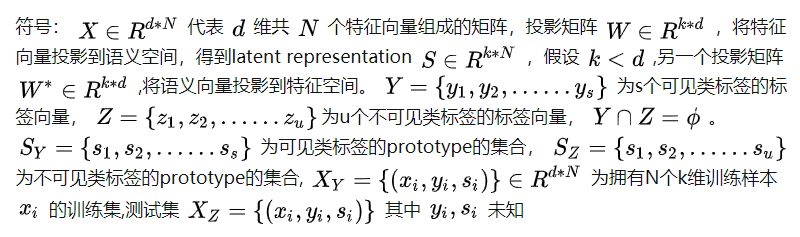 符号： $X \in R^{d*N}$ 代表 $d$ 维共 $N$ 个特征向量组成的矩阵，投影矩阵 $W \in R^{k*d}$ ，将特征
向量投影到语义空间，得到latent representation $S \in R^{k*N}$ ，假设 $k < d$ ,另一个投影矩阵
$W^* \in R^{k*d}$ ,将语义向量投影到特征空间。 $Y = \{y_1, y_2, ......y_s\}$ 为s个可见类标签的标
签向量， $Z = \{z_1, z_2, ......z_u\}$ 为u个不可见类标签的标签向量， $Y \cap Z = \phi$ 。
$S_Y = \{s_1, s_2, ......s_s\}$ 为可见类标签的prototype的集合， $S_Z = \{s_1, s_2, ......s_u\}$
为不可见类标签的prototype的集合, $X_Y = \{(x_i, y_i, s_i)\} \in R^{d*N}$ 为拥有N个k维训练样本
$x_i$ 的训练集,测试集 $X_Z = \{(x_i, y_i, s_i)\}$ 其中 $y_i, s_i$ 未知